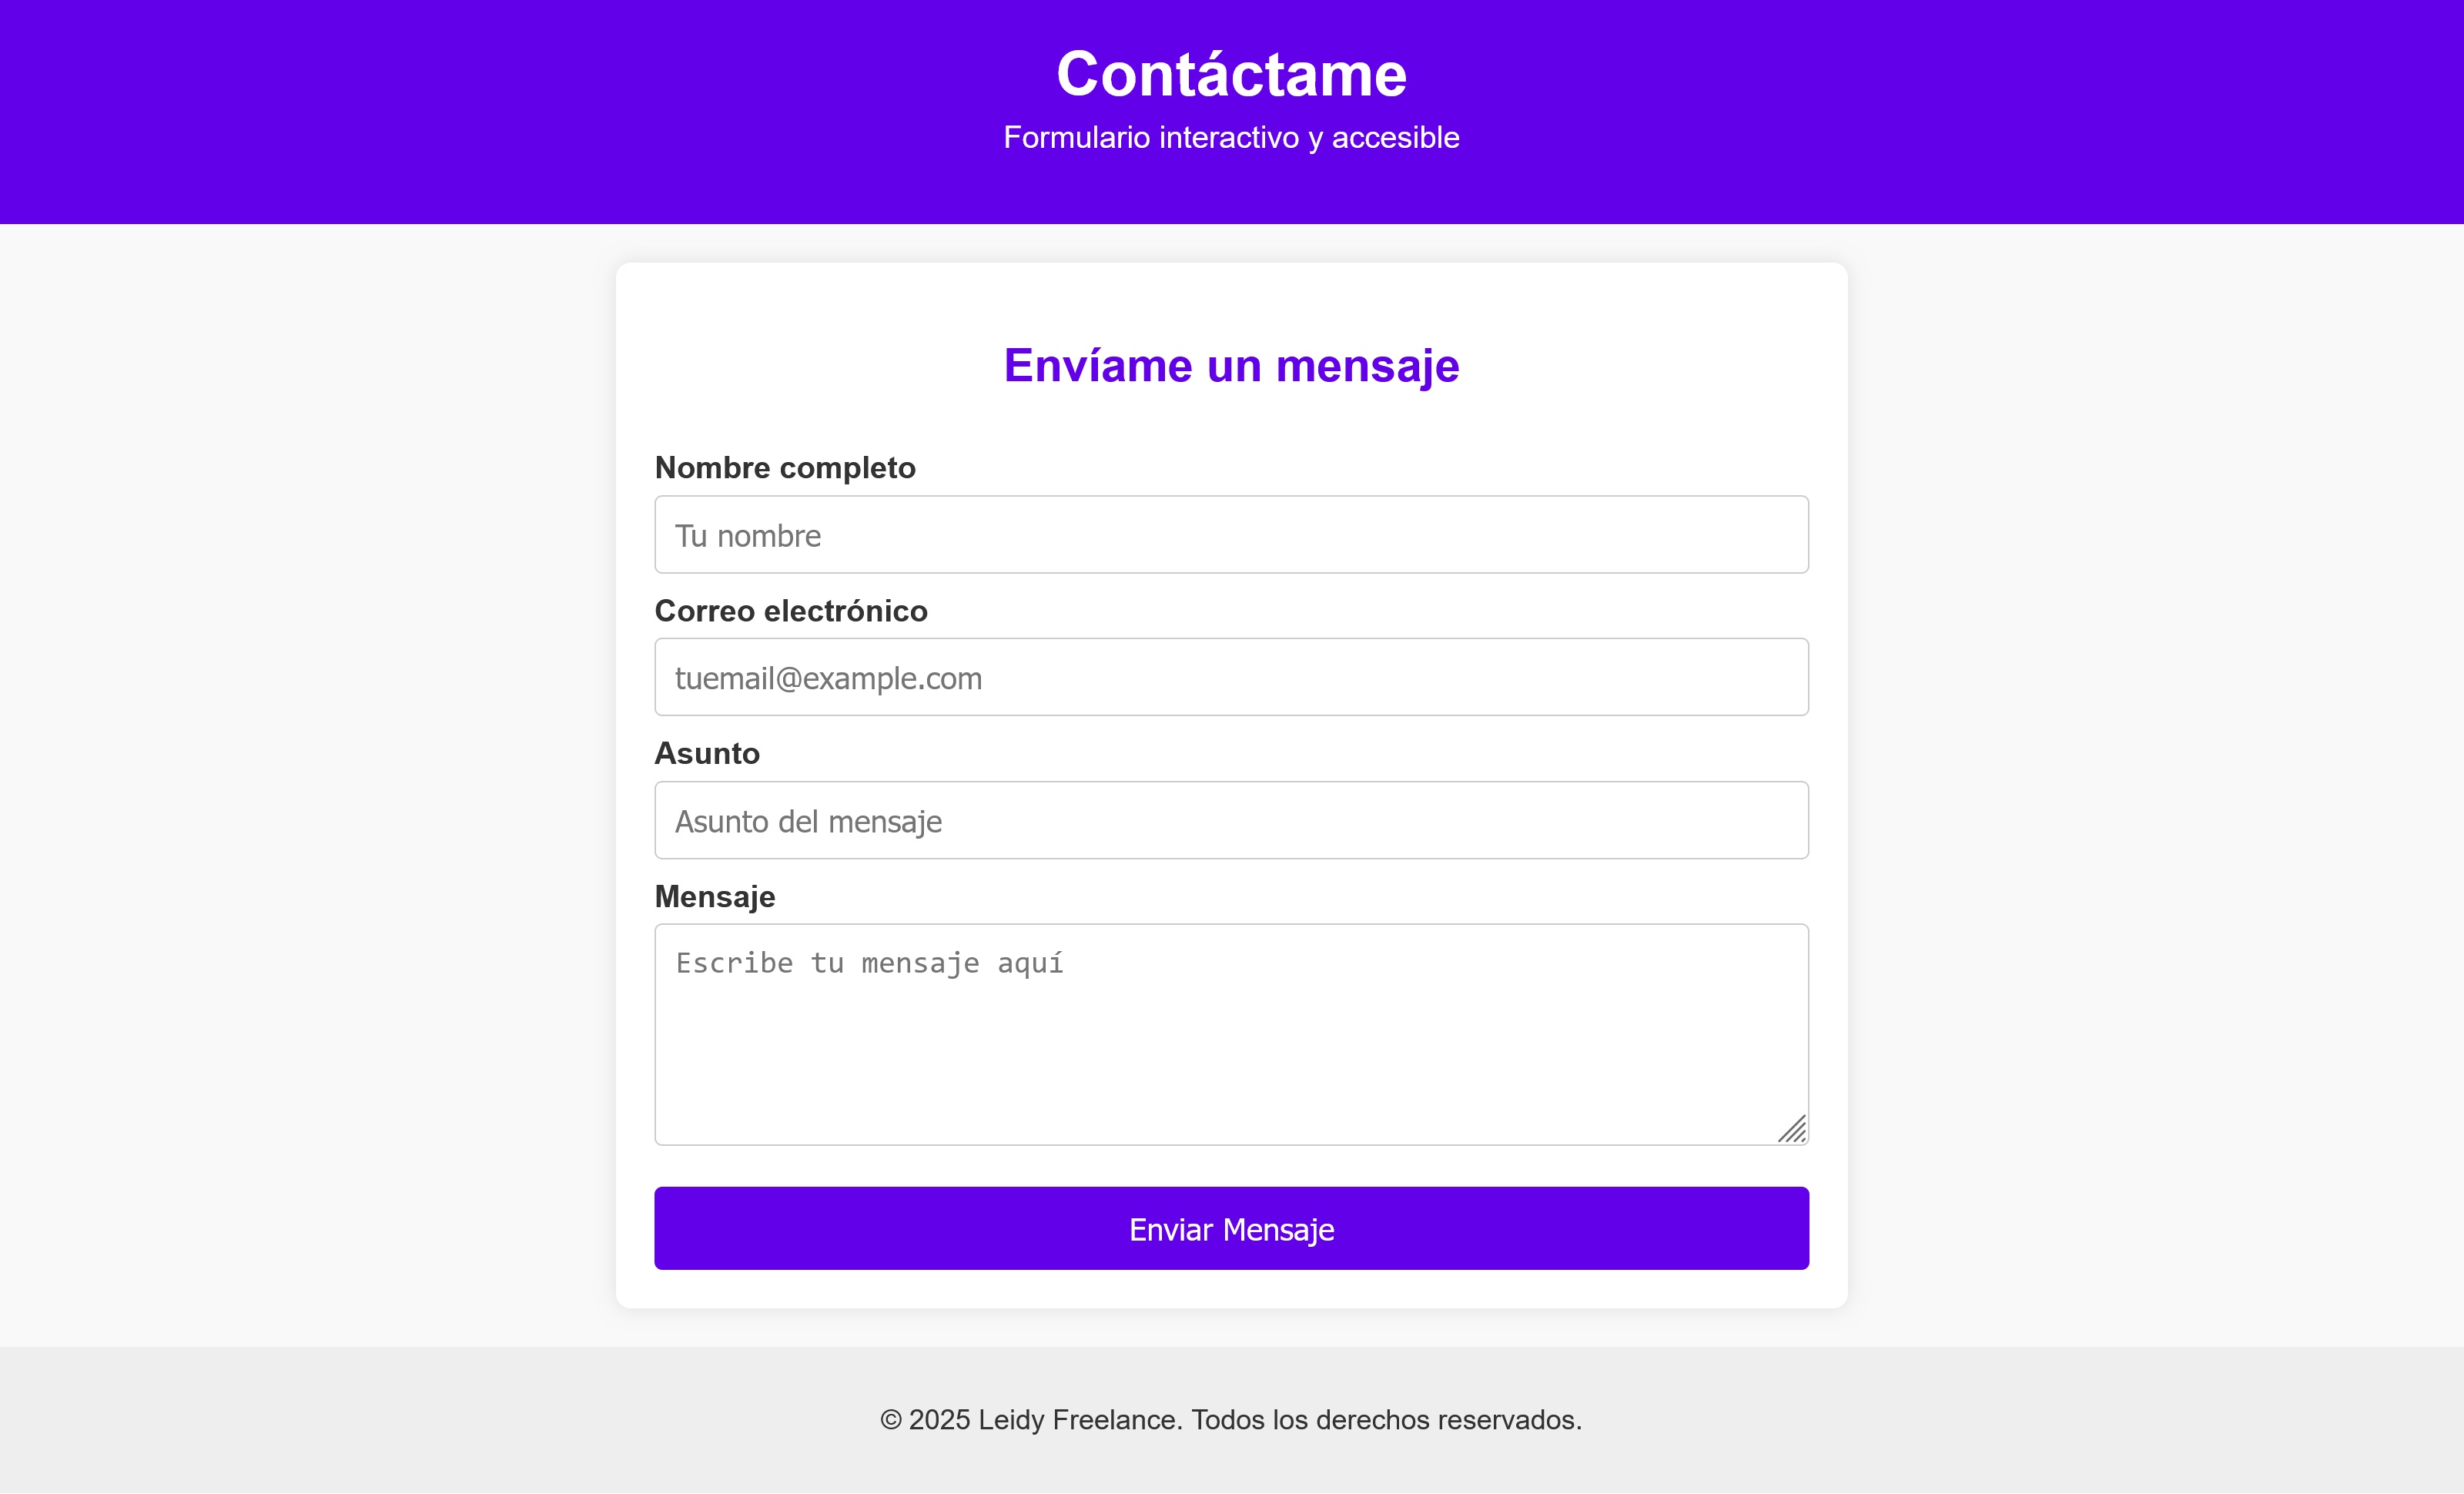 Contáctame
Formulario interactivo y accesible
Envíame un mensaje
Nombre completo
Tu nombre
Correo electrónico
tuemail@example.com
Asunto
Asunto del mensaje
Mensaje
Escribe tu mensaje aquí
Enviar Mensaje
© 2025 Leidy Freelance. Todos los derechos reservados.